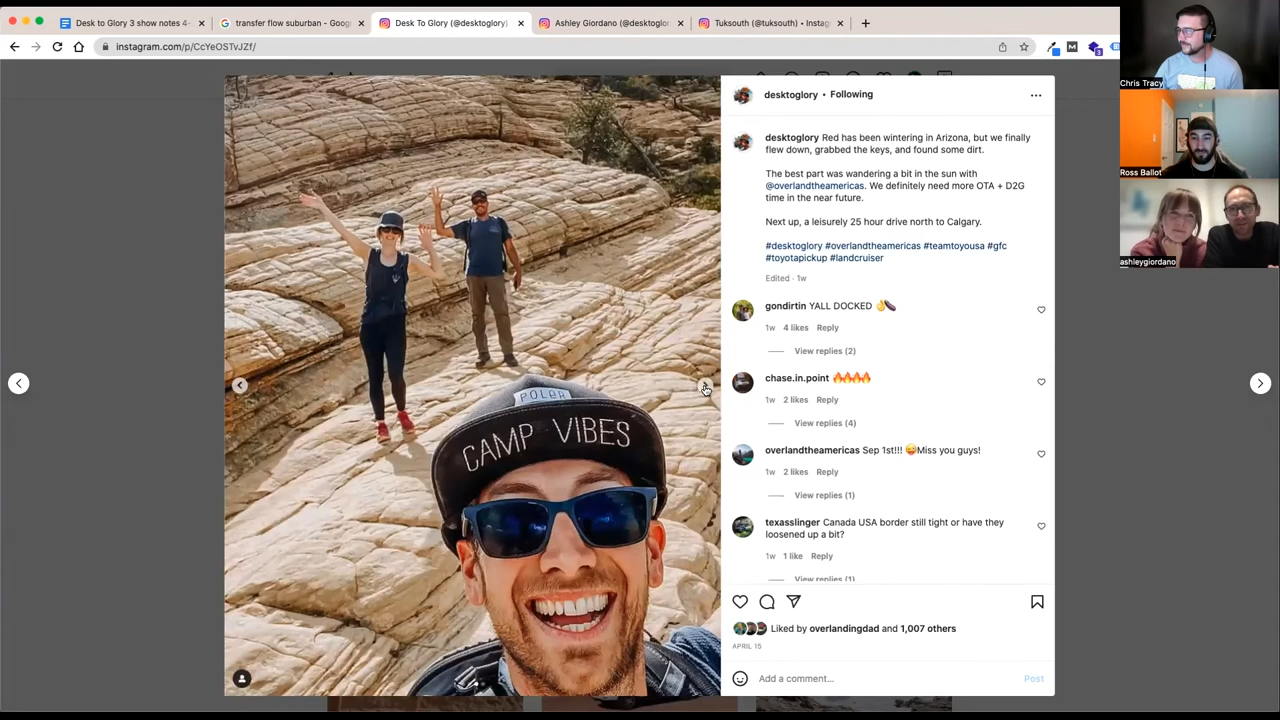 Desk to Glory 3 show notes 4-
transfer flow suburban - Goog
Desk To Glory (@desktoglory)
Ashley Giordano (@desktoglor
Tuksouth (@tuksouth) • Instag
instagram.com/p/CcYeOSTvJZf/
Chris Tracy
Ross Ballot
ashleygiordano
POLER
CAMP VIBES
desktoglory • Following
desktoglory Red has been wintering in Arizona, but we finally
flew down, grabbed the keys, and found some dirt.
The best part was wandering a bit in the sun with
@overlandtheamericas. We definitely need more OTA + D2G
time in the near future.
Next up, a leisurely 25 hour drive north to Calgary.
#desktoglory #overlandtheamericas #teamtoyousa #gfc
#toyotapickup #landcruiser
Edited · 1w
gondirtin YALL DOCKED 👌🍆
1w 4 likes Reply
View replies (2)
chase.in.point 🔥🔥🔥🔥
1w 2 likes Reply
View replies (4)
overlandtheamericas Sep 1st!!! 😜Miss you guys!
1w 2 likes Reply
View replies (1)
texasslinger Canada USA border still tight or have they
loosened up a bit?
1w 1 like Reply
View replies (1)
Liked by overlandingdad and 1,007 others
APRIL 15
Add a comment...
Post